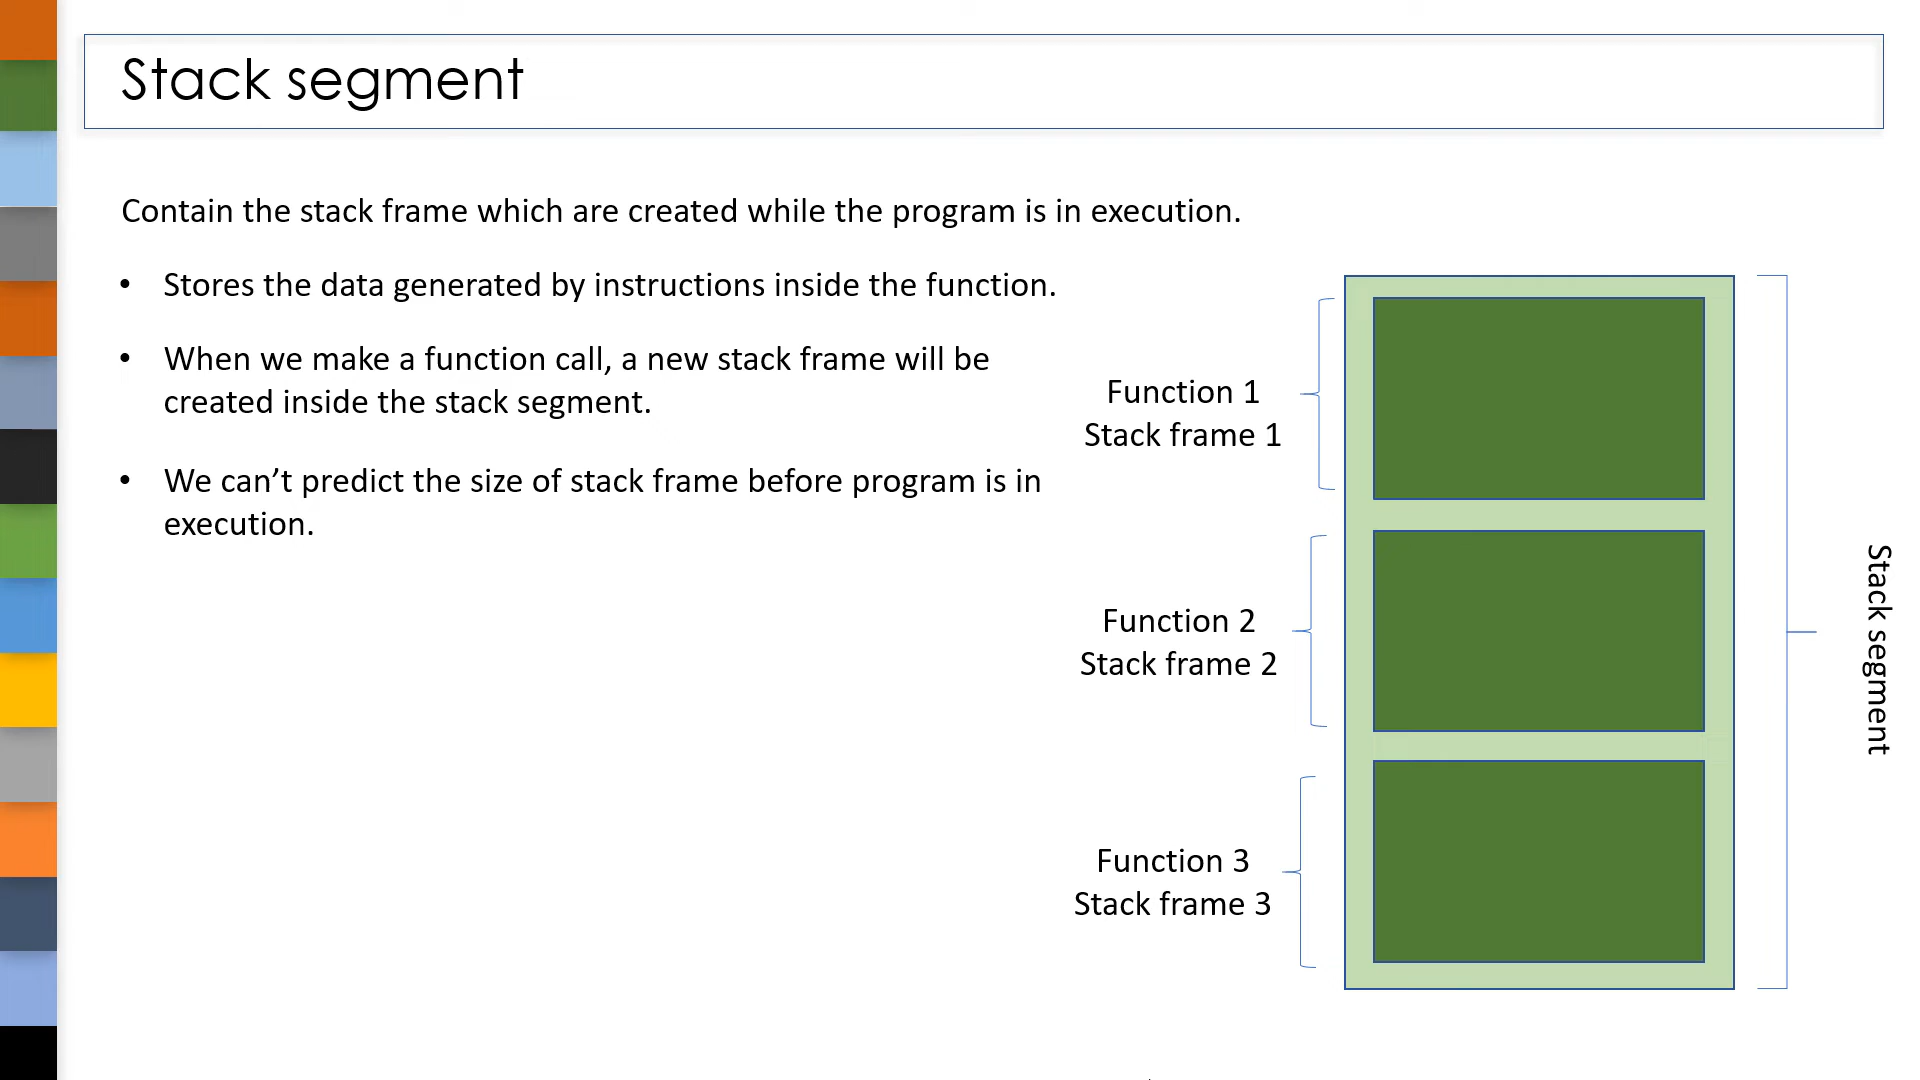 Stack segment
Contain the stack frame which are created while the program is in execution.
• Stores the data generated by instructions inside the function.
• When we make a function call, a new stack frame will be
created inside the stack segment.
• We can’t predict the size of stack frame before program is in
execution.
Function 1
Stack frame 1
Function 2
Stack frame 2
Function 3
Stack frame 3
Stack segment